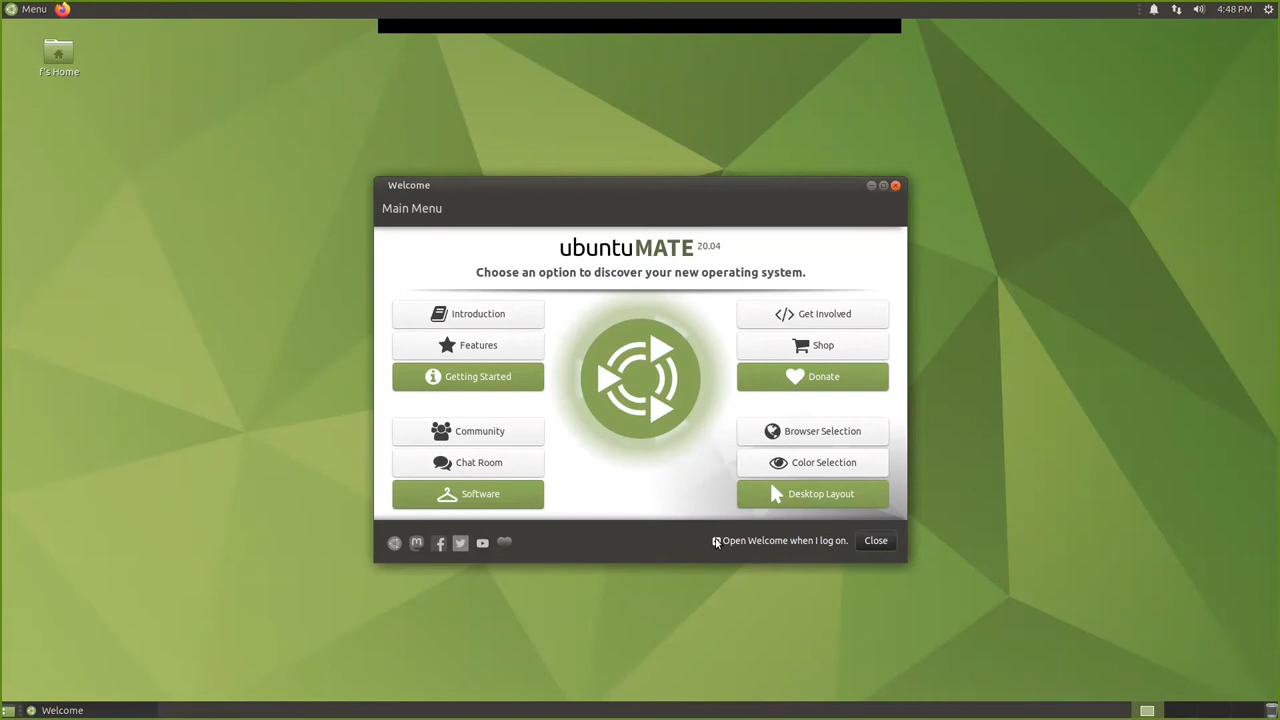 Menu
4:48 PM
f's Home
Welcome
Main Menu
ubuntuMATE 20.04
Choose an option to discover your new operating system.
Introduction
Get Involved
Features
Shop
Getting Started
Donate
Community
Browser Selection
Chat Room
Color Selection
Software
Desktop Layout
Open Welcome when I log on.
Close
Welcome